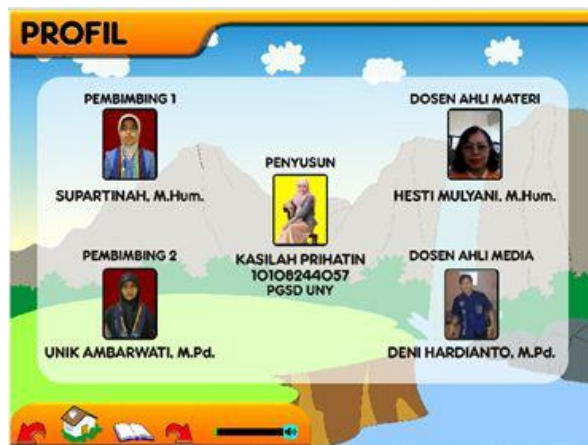 PROFIL
PEMBIMBING 1
SUPARTINAH, M.Hum.
DOSEN AHLI MATERI
HESTI MULYANI, M.Hum.
PENYUSUN
KASILAH PRIHATIN
10108244057
PGSD UNY
PEMBIMBING 2
UNIK AMBARWATI, M.Pd.
DOSEN AHLI MEDIA
DENI HARDIANTO, M.Pd.